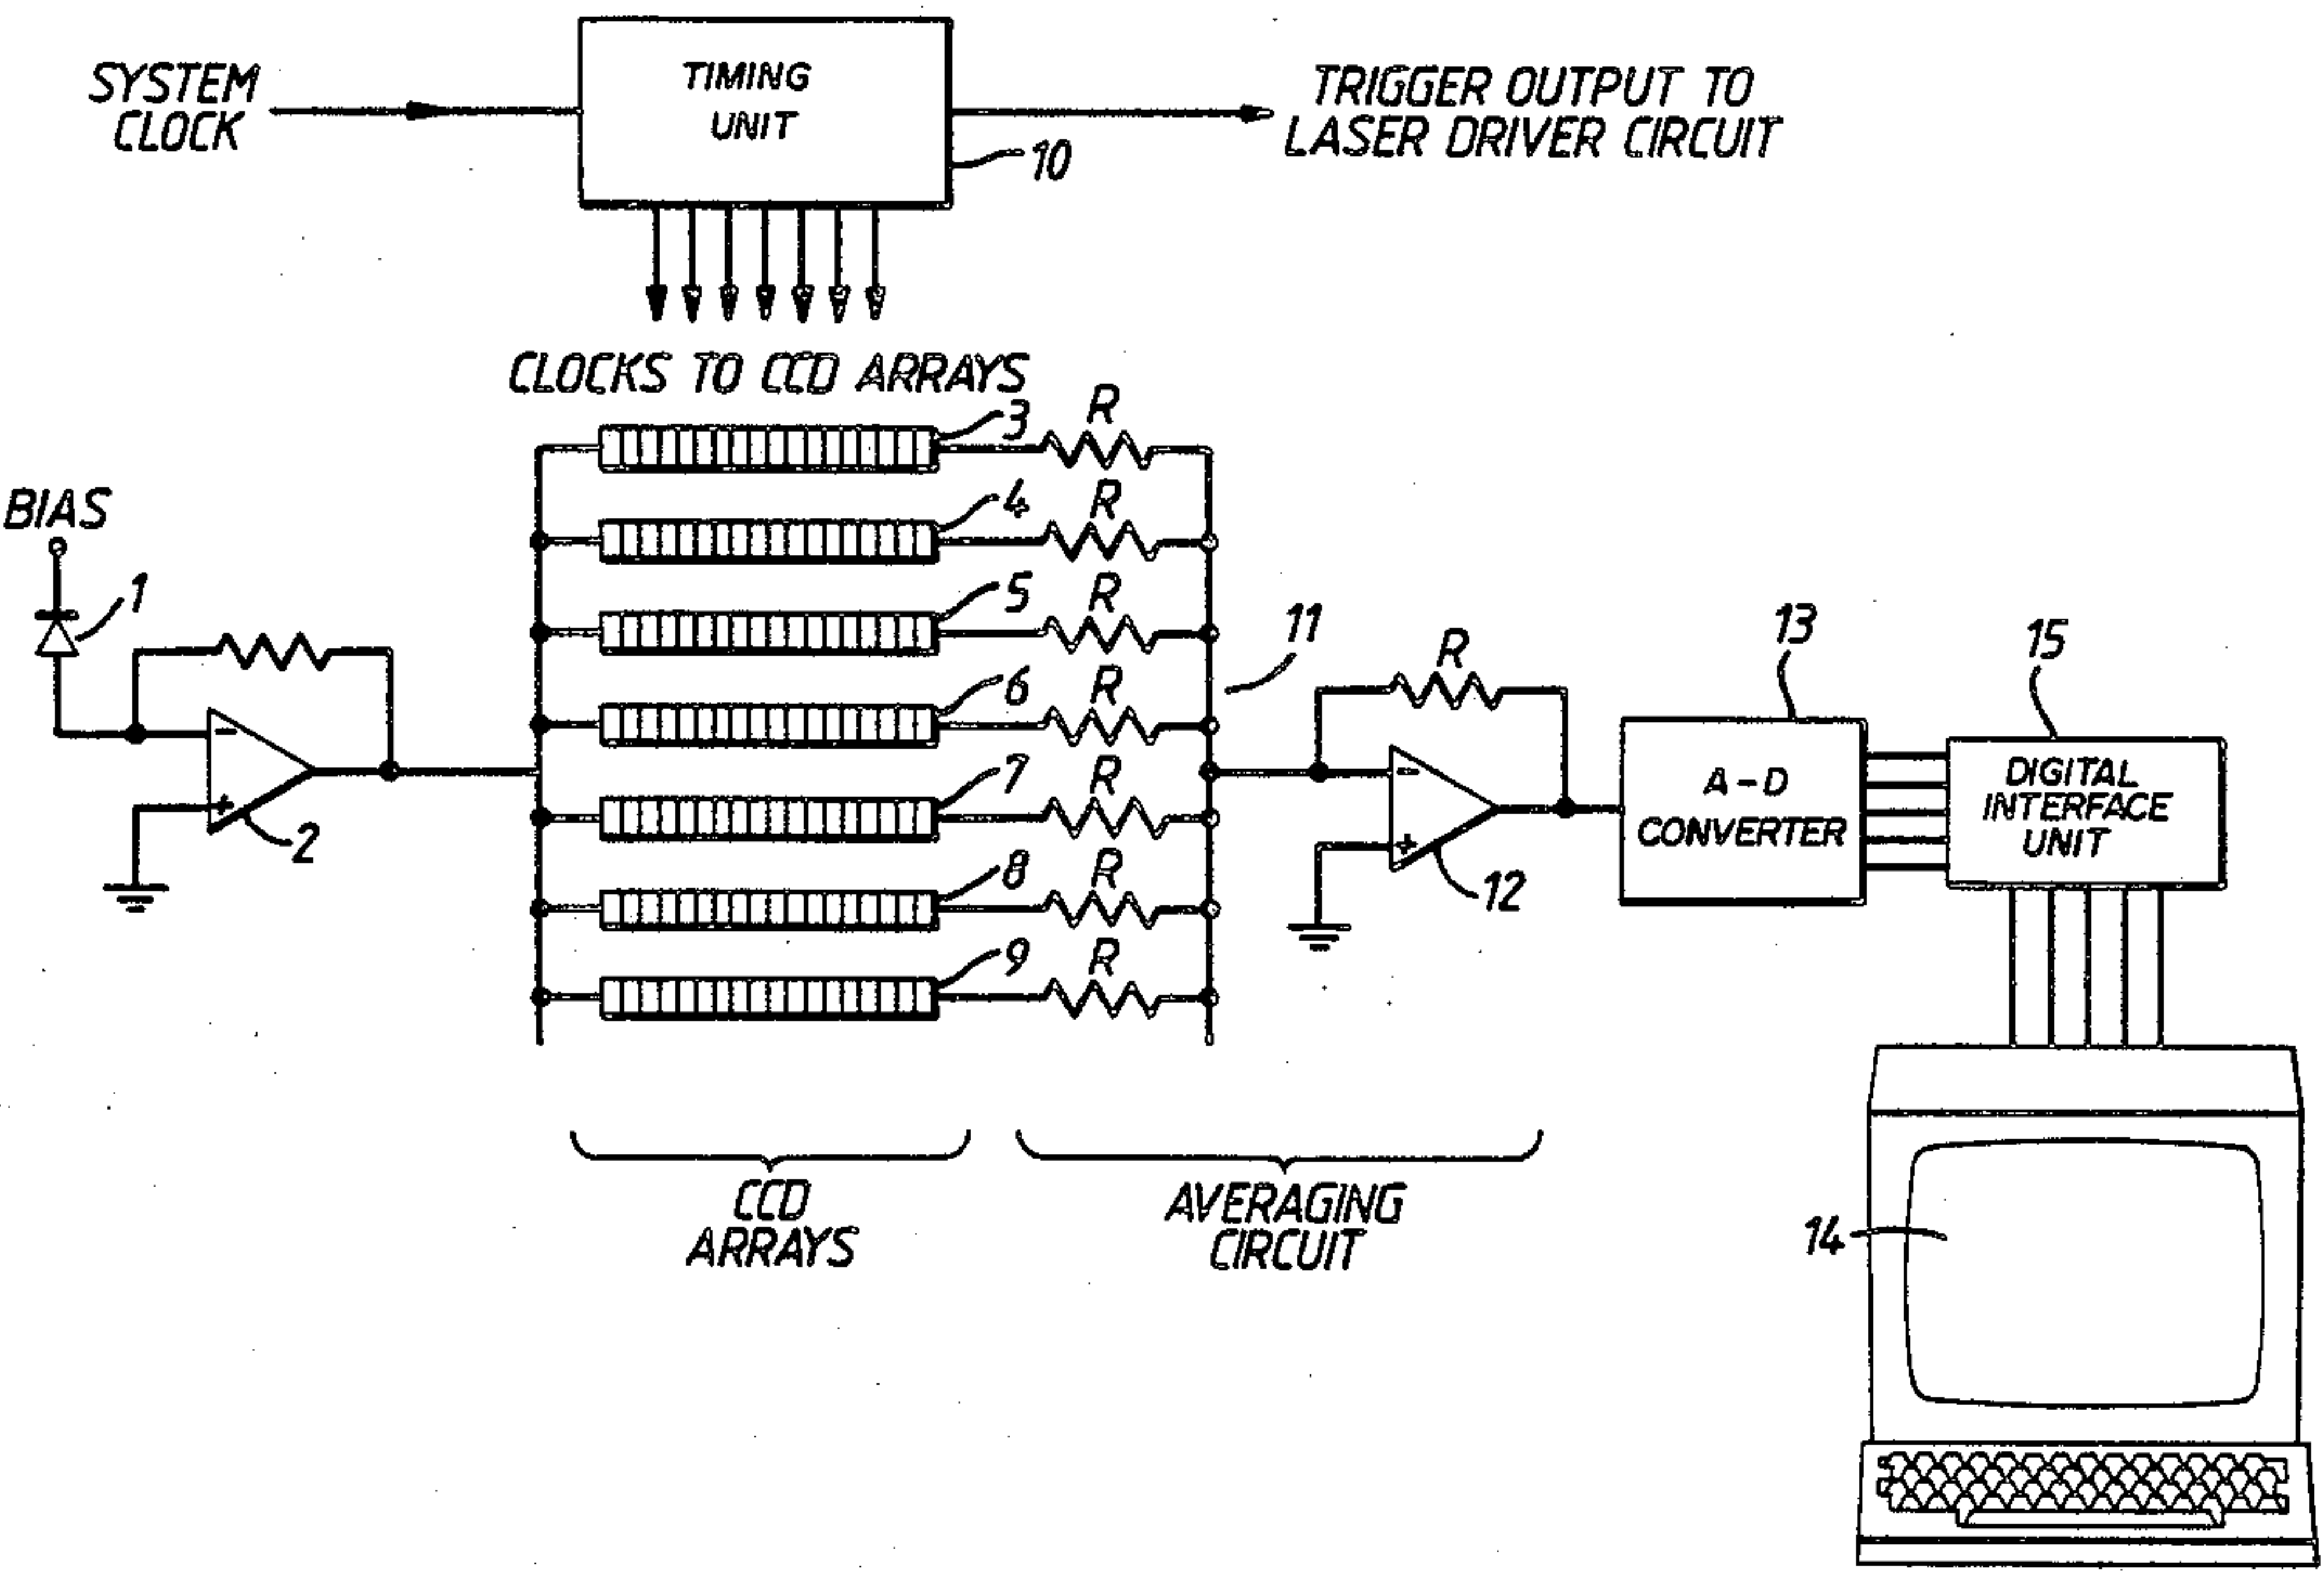 SYSTEM
CLOCK
TIMING
UNIT
10
TRIGGER OUTPUT TO
LASER DRIVER CIRCUIT
CLOCKS TO CCD ARRAYS
BIAS
1
2
3
R
4
R
5
R
6
R
7
R
8
R
9
R
11
R
12
13
A-D
CONVERTER
15
DIGITAL
INTERFACE
UNIT
-
+
-
+
CCD
ARRAYS
AVERAGING
CIRCUIT
14